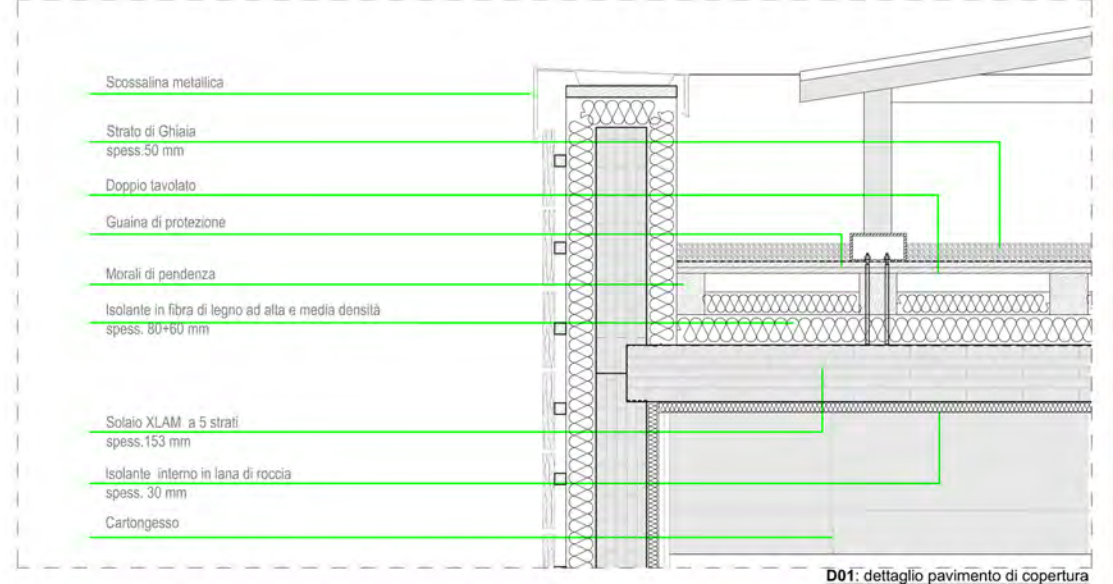 Scossalina metallica
Strato di Ghiaia
spess.50 mm
Doppio tavolato
Guaina di protezione
Morali di pendenza
Isolante in fibra di legno ad alta e media densità
spess. 80+60 mm
Solaio XLAM a 5 strati
spess.153 mm
Isolante interno in lana di roccia
spess. 30 mm
Cartongesso
D01: dettaglio pavimento di copertura